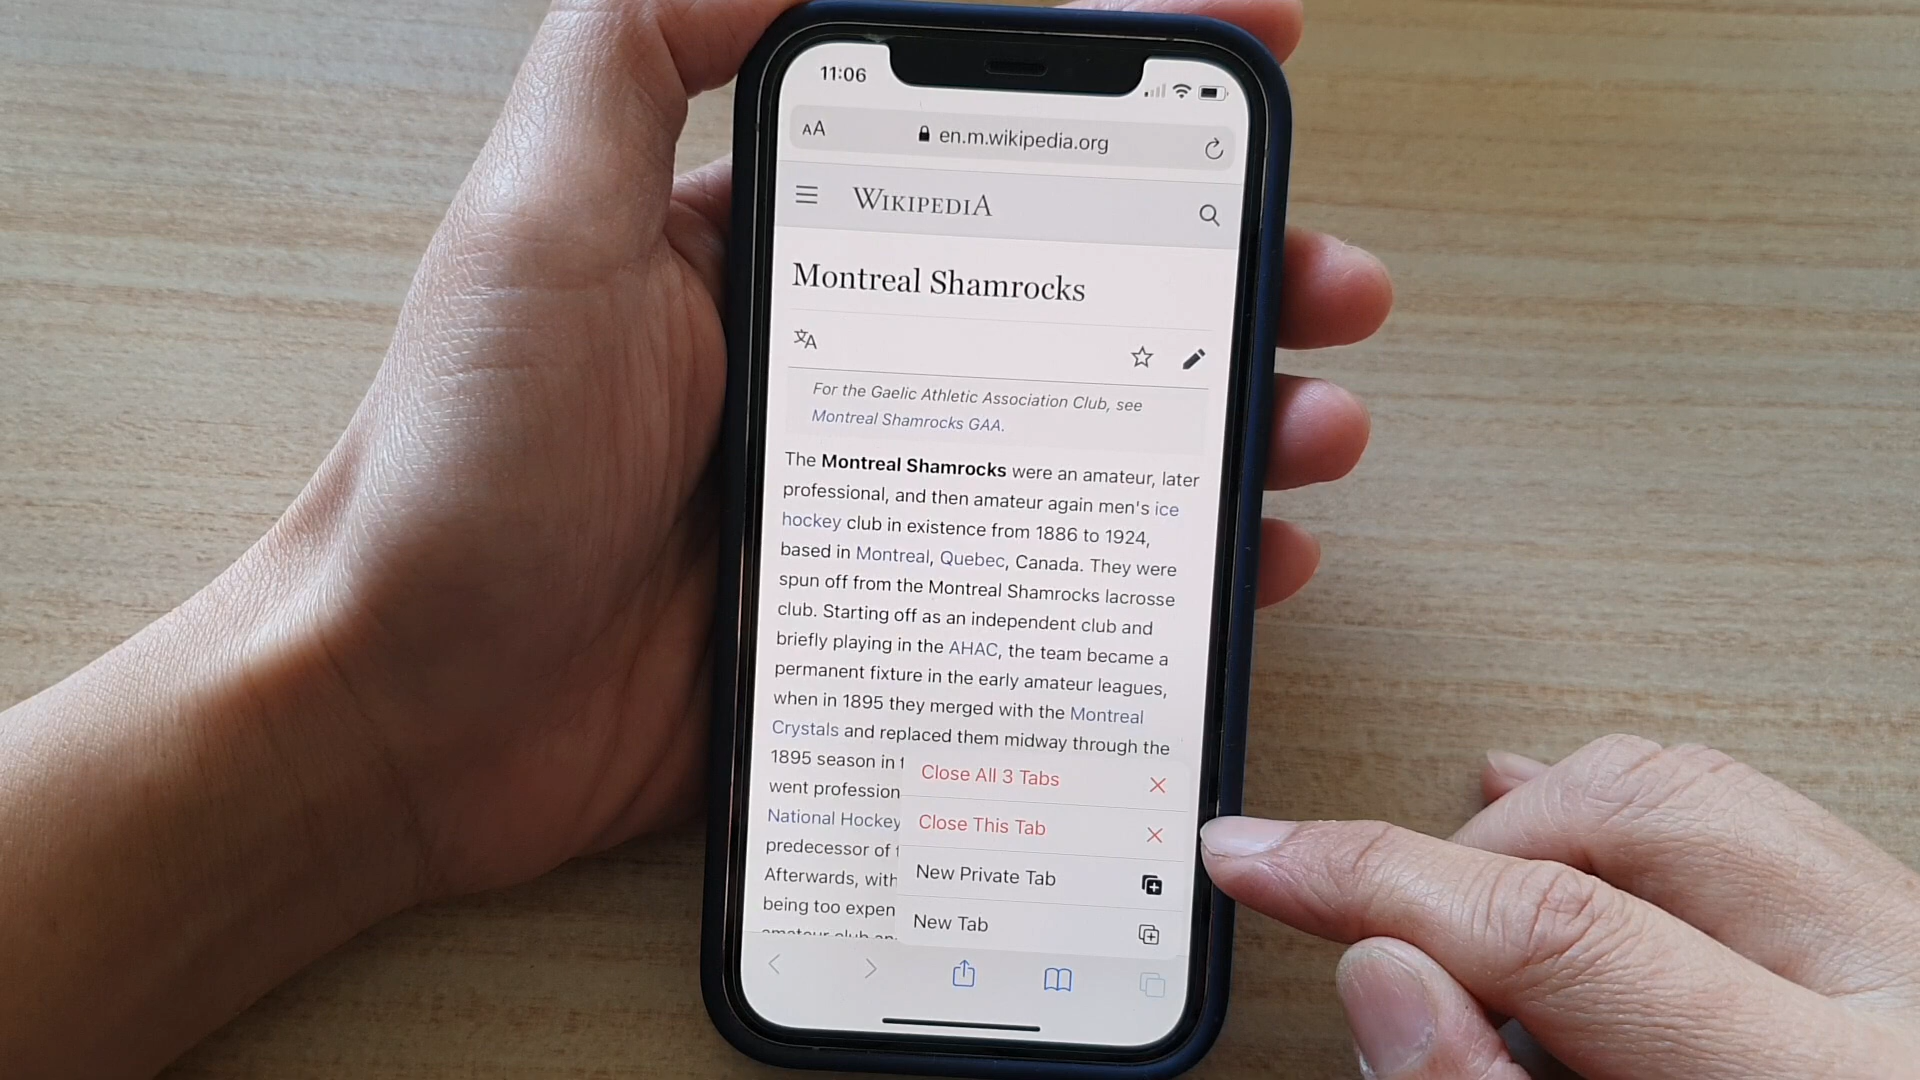 11:06
AA en.m.wikipedia.org
WIKIPEDIA
Montreal Shamrocks
文A
For the Gaelic Athletic Association Club, see
Montreal Shamrocks GAA.
The Montreal Shamrocks were an amateur, later
professional, and then amateur again men's ice
hockey club in existence from 1886 to 1924,
based in Montreal, Quebec, Canada. They were
spun off from the Montreal Shamrocks lacrosse
club. Starting off as an independent club and
briefly playing in the AHAC, the team became a
permanent fixture in the early amateur leagues,
when in 1895 they merged with the Montreal
Crystals and replaced them midway through the
1895 season in
went profession
National Hockey
predecessor of
Afterwards, with
being too expen
amateur club an
Close All 3 Tabs
Close This Tab
New Private Tab
New Tab